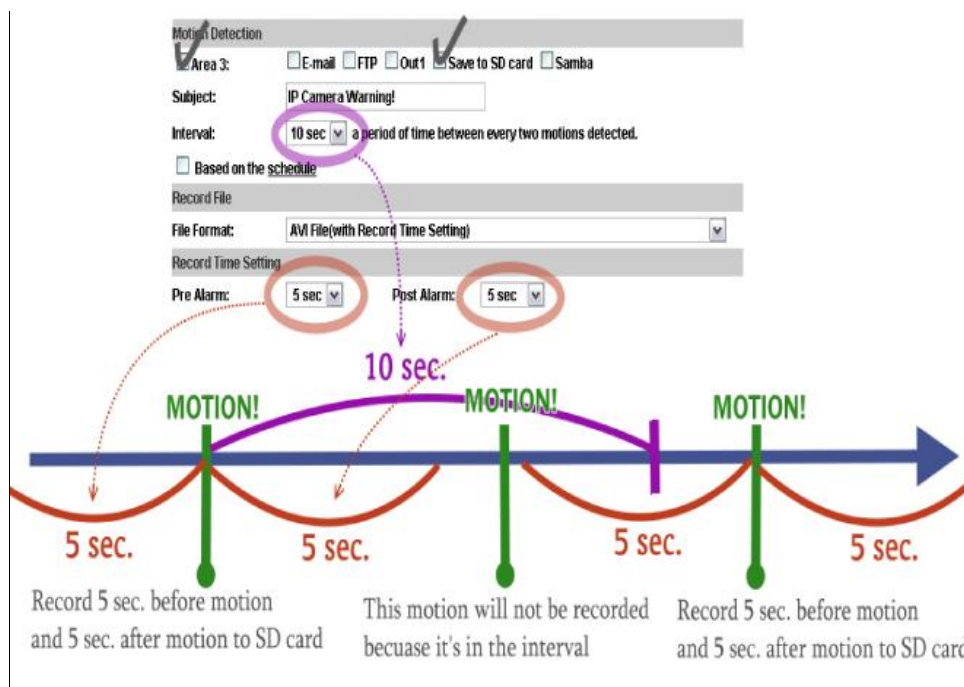 Motion Detection
Area 3: E-mail FTP Out1 Save to SD card Samba
Subject: IP Camera Warning!
Interval: 10 sec a period of time between every two motions detected.
Based on the schedule
Record File
File Format: AVI File(with Record Time Setting)
Record Time Setting
Pre Alarm: 5 sec Post Alarm: 5 sec
10 sec.
MOTION! MOTION! MOTION!
5 sec. 5 sec. 5 sec. 5 sec.
Record 5 sec. before motion
and 5 sec. after motion to SD card
This motion will not be recorded
becuase it's in the interval
Record 5 sec. before motion
and 5 sec. after motion to SD card